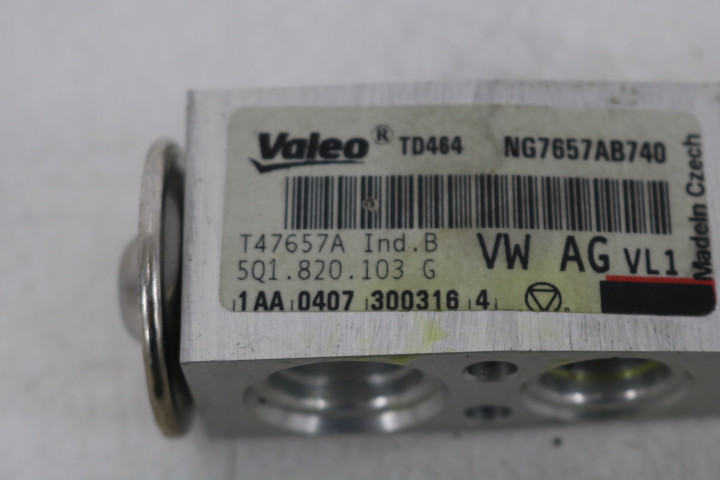 Valeo® TD464 NG7657AB740
T47657A Ind.B VW AG VL1
5Q1.820.103 G
1AA 0407 300316 4
MadeIn Czech